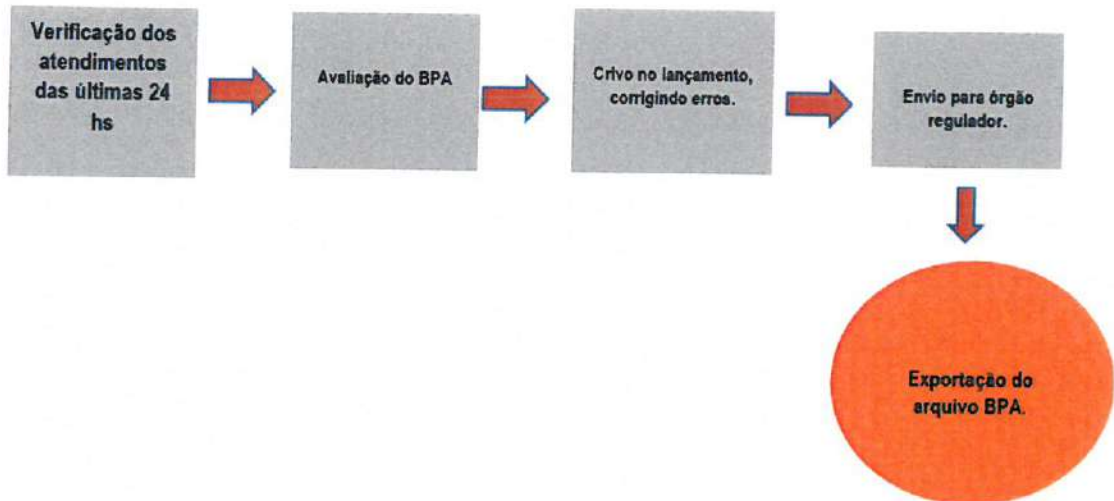 Verificação dos
atendimentos
das últimas 24
hs
Avaliação do BPA
Crivo no lançamento,
corrigindo erros.
Envio para órgão
regulador.
Exportação do
arquivo BPA.